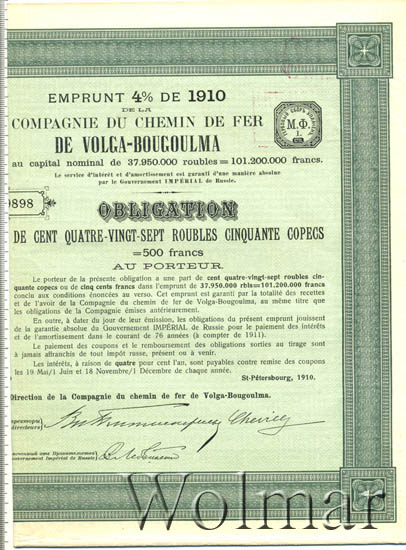 EMPRUNT 4% DE 1910
DE LA
COMPAGNIE DU CHEMIN DE FER
DE VOLGA-BOUGOULMA
au capital nominal de 37.950.000 roubles = 101.200.000 francs.
Le service d'intérêt et d'amortissement est garanti d'une manière absolue
par le Gouvernement IMPÉRIAL de Russie.
М.Ф.
1
9898
OBLIGATION
DE CENT QUATRE-VINGT-SEPT ROUBLES CINQUANTE COPECS
=500 francs
AU PORTEUR.
Le porteur de la présente obligation a une part de cent quatre-vingt-sept roubles cin-
quante copecs ou de cinq cents francs dans l'emprunt de 37.950.000 rbls=101.200.000 francs
conclu aux conditions énoncées au verso. Cet emprunt est garanti par la totalité des recettes
et de l'avoir de la Compagnie du chemin de fer de Volga-Bougoulma, au même titre que
les obligations de la Compagnie émises antérieurement.
En outre, à dater du jour de leur émission, les obligations du présent emprunt jouissent
de la garantie absolue du Gouvernement IMPÉRIAL de Russie pour le paiement des intérêts
et de l'amortissement dans le courant de 76 années (à compter de 1911).
Le paiement des coupons et le remboursement des obligations sorties au tirage sont
à jamais affranchis de tout impôt russe, présent ou à venir.
Les intérêts, à raison de quatre pour cent l'an, sont payables contre remise des coupons
les 19 Mai/1 Juin et 18 Novembre/1 Décembre de chaque année.
St-Pétersbourg, 1910.
Direction de la Compagnie du chemin de fer de Volga-Bougoulma.
directeurs)
Impérial de Russie)
Wolmar